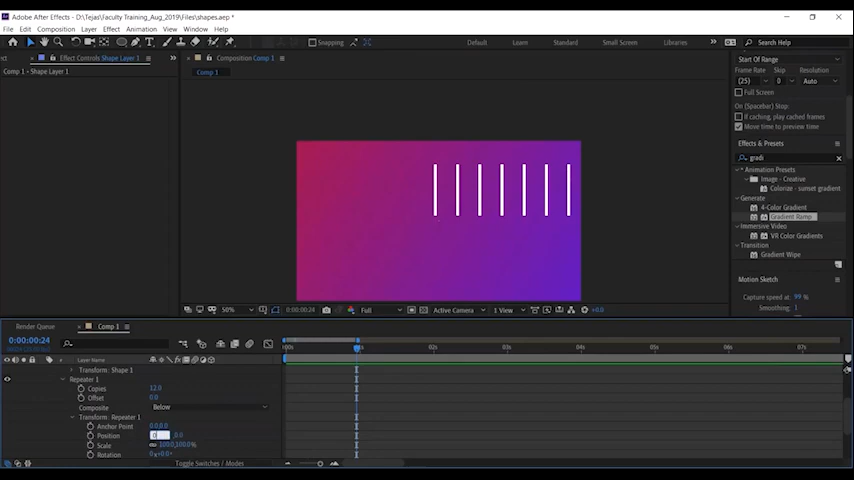 Adobe After Effects - D:\Tejas\Faculty Training_Aug_2019\Files\shapes.aep *
File Edit Composition Layer Effect Animation View Window Help
Snapping Default Learn Standard Small Screen Libraries Search Help
Effect Controls Shape Layer 1
Composition Comp 1
Start Of Range
Comp 1 • Shape Layer 1
Comp 1
Frame Rate Skip Resolution
(25) 0 Auto
Full Screen
On (Spacebar) Stop:
If caching, play cached frames
Move time to preview time
Effects & Presets
gradi
* Animation Presets
Image - Creative
Colorize - sunset gradient
Generate
4-Color Gradient
Gradient Ramp
Immersive Video
VR Color Gradients
Transition
Gradient Wipe
Motion Sketch
Capture speed at: 99 %
Smoothing: 1
50% 0:00:00:24 Full Active Camera 1 View +0.0
Render Queue Comp 1
0:00:00:24
Layer Name
:00s 02s 03s 04s 05s 06s 07s
Transform: Shape 1
Repeater 1
Copies 12.0
Offset 0.0
Composite Below
Transform: Repeater 1
Anchor Point 0.0,0.0
Position 0 ,0.0
Scale 100.0,100.0%
Rotation 0x+0.0°
Toggle Switches / Modes